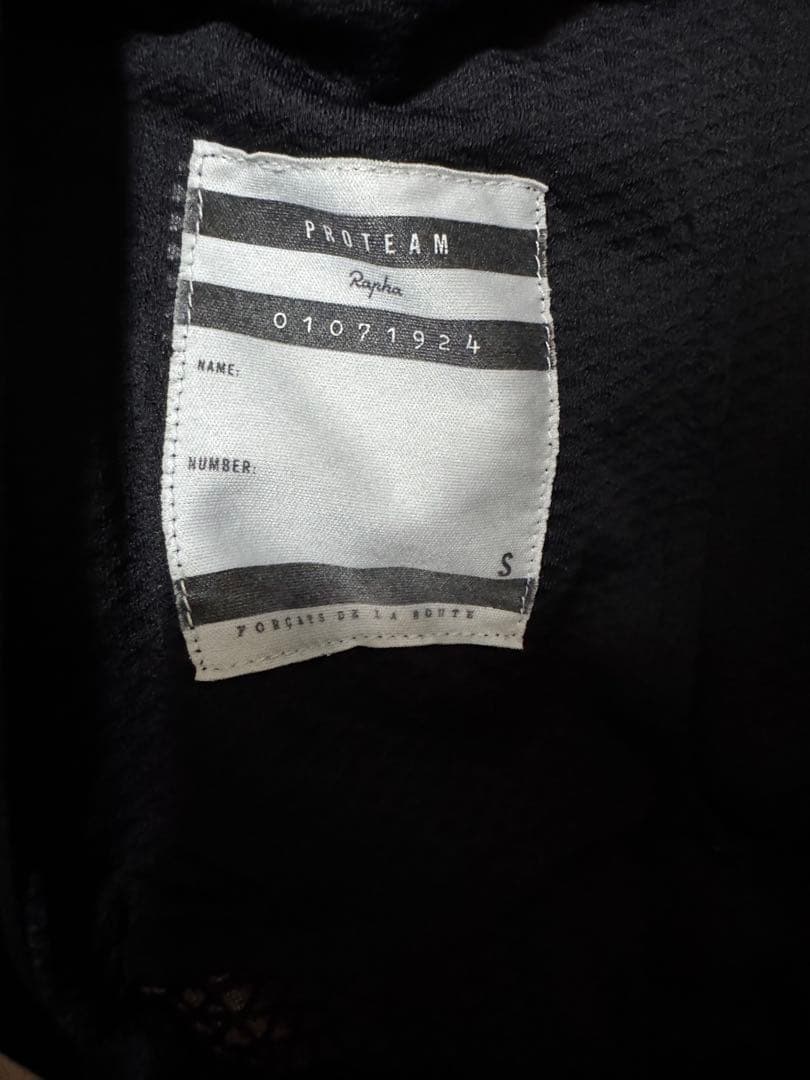 PROTEAM
Rapha
01071924
NAME:
NUMBER:
S
FORÇATS DE LA ROUTE